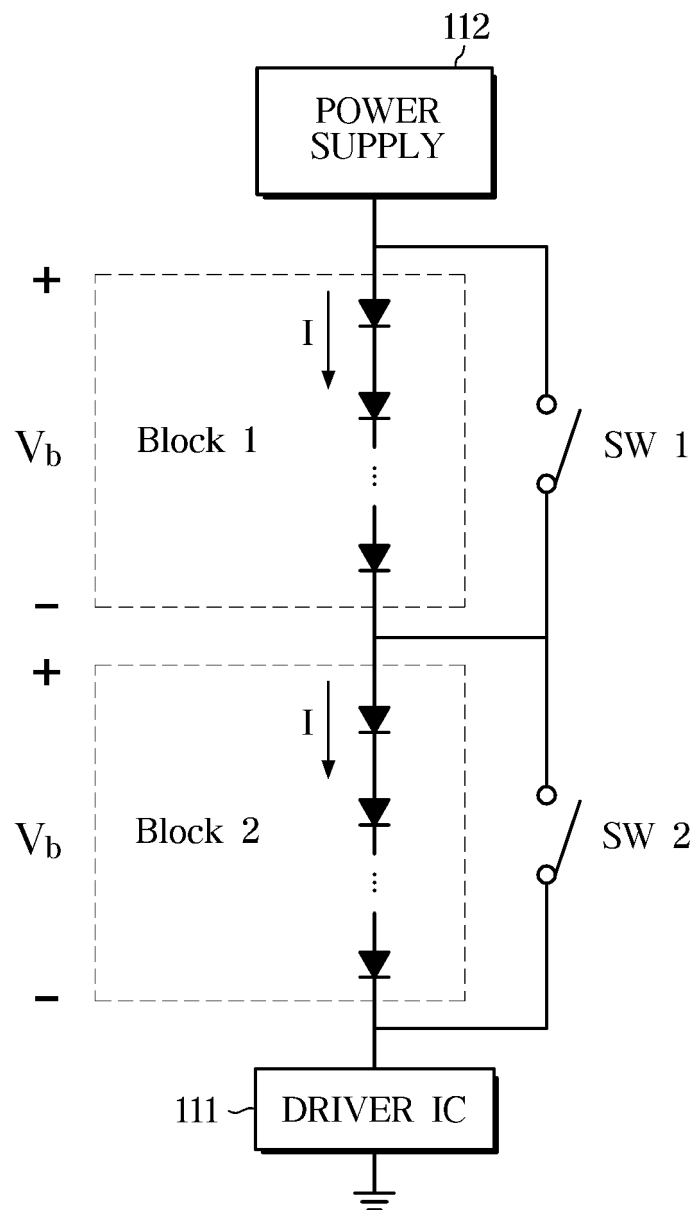 112
POWER
SUPPLY
+
I
Block 1
Vb
SW 1
−
+
I
Block 2
Vb
SW 2
−
111
DRIVER IC